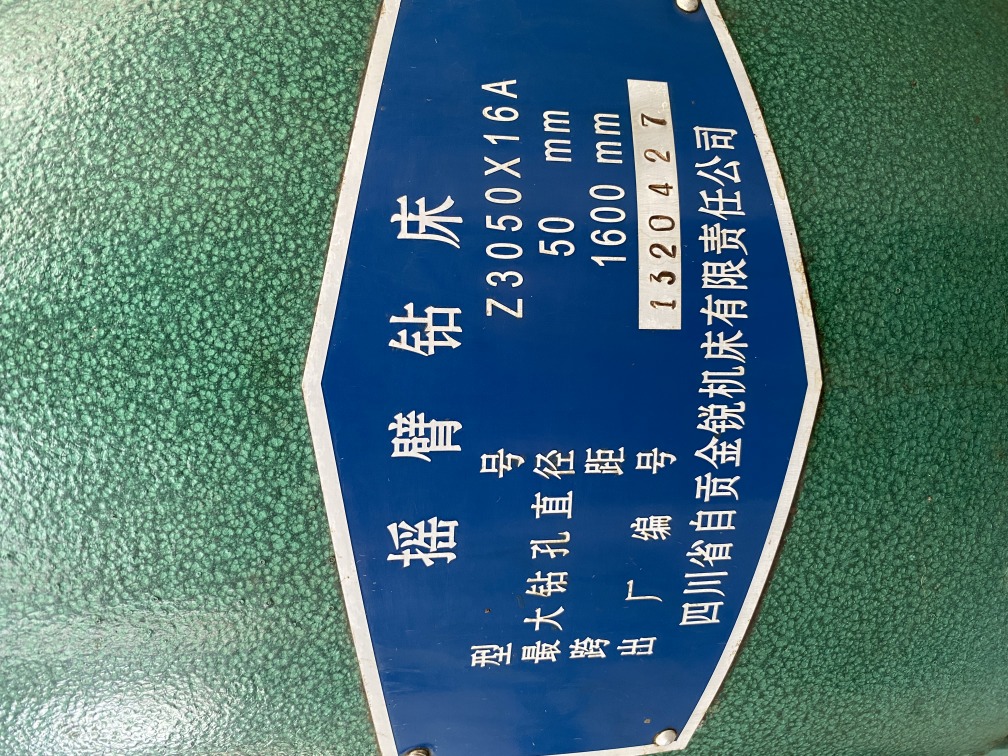 摇臂钻床
型号 Z3050X16A
最大钻孔直径 50 mm
跨距 1600 mm
出厂编号 1320427
四川省自贡金锐机床有限责任公司